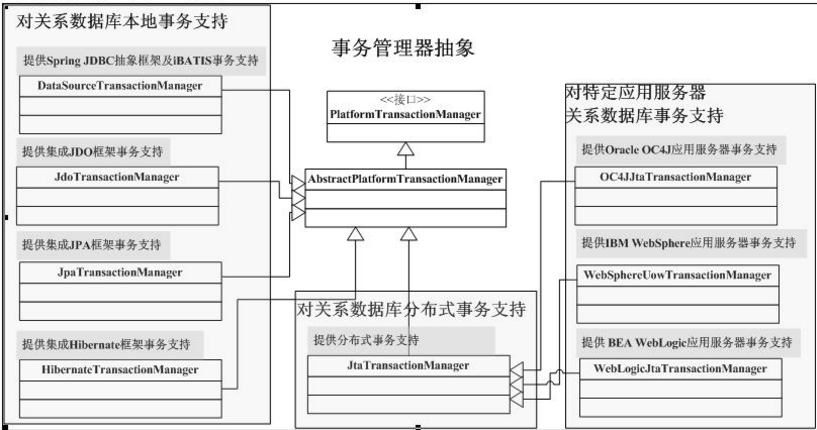 对关系数据库本地事务支持
提供Spring JDBC抽象框架及iBATIS事务支持
DataSourceTransactionManager
提供集成JDO框架事务支持
JdoTransactionManager
提供集成JPA框架事务支持
JpaTransactionManager
提供集成Hibernate框架事务支持
HibernateTransactionManager
事务管理器抽象
<<接口>>
PlatformTransactionManager
AbstractPlatformTransactionManager
对关系数据库分布式事务支持
提供分布式事务支持
JtaTransactionManager
对特定应用服务器
关系数据库事务支持
提供Oracle OC4J应用服务器事务支持
OC4JJtaTransactionManager
提供IBM WebSphere应用服务器事务支持
WebSphereUowTransactionManager
提供 BEA WebLogic应用服务器事务支持
WebLogicJtaTransactionManager